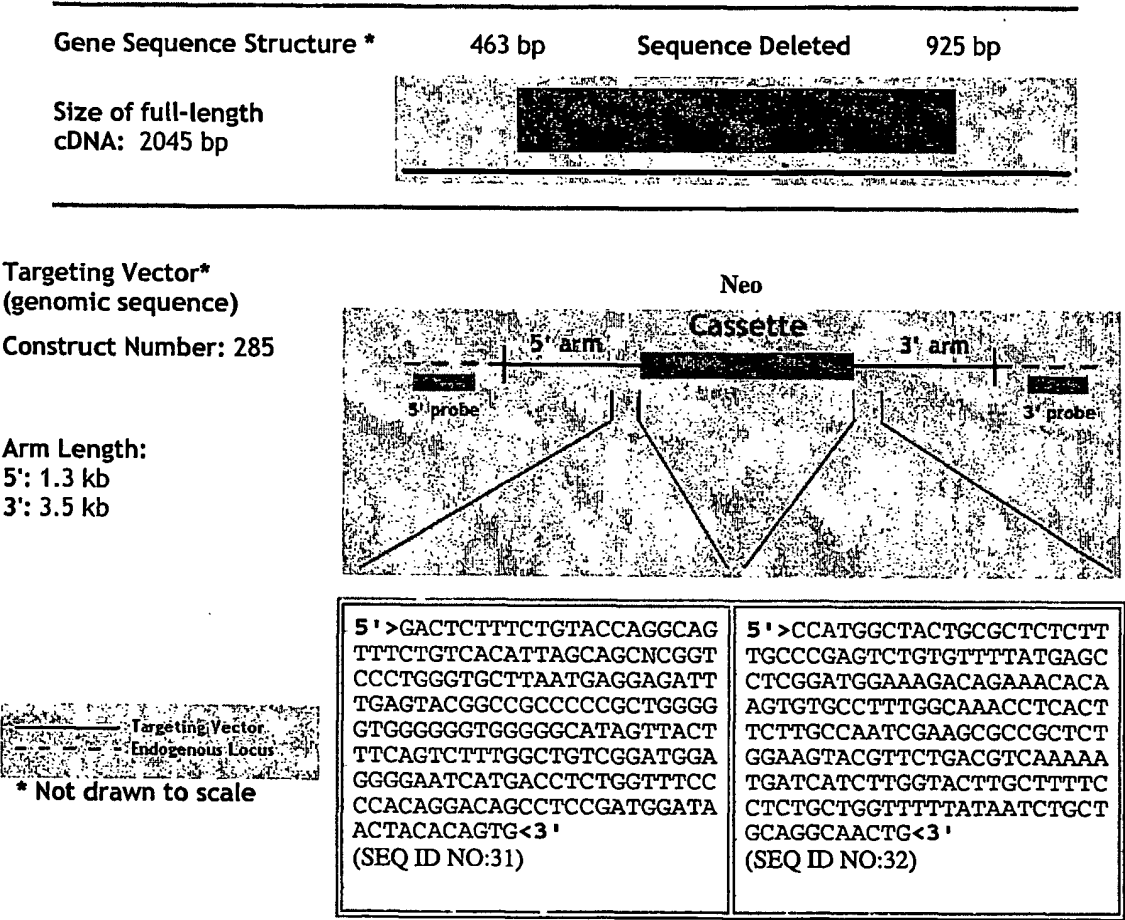 Gene Sequence Structure * 463 bp Sequence Deleted 925 bp
Size of full-length
cDNA: 2045 bp
Targeting Vector*
(genomic sequence)
Construct Number: 285
Arm Length:
5': 1.3 kb
3': 3.5 kb
Neo
Cassette
5' arm
3' arm
5' probe
3' probe
5'>GACTCTTTCTGTACCAGGCAG
TTTCTGTCACATTAGCAGCNCGGT
CCCTGGGTGCTTAATGAGGAGATT
TGAGTACGGCCGCCCCCGCTGGGG
GTGGGGGTGGGGGCATAGTTACT
TTCAGTCTTTGGCTGTCGGATGGA
GGGGAATCATGACCTCTGGTTTCC
CCACAGGACAGCCTCCGATGGATA
ACTACACAGTG<3'
(SEQ ID NO:31)
5'>CCATGGCTACTGCGCTCTCTT
TGCCCGAGTCTGTGTTTTATGAGC
CTCGGATGGAAAGACAGAAACACA
AGTGTGCCTTTGGCAAACCTCACT
TCTTGCCAATCGAAGCGCCGCTCT
GGAAGTACGTTCTGACGTCAAAAA
TGATCATCTTGGTACTTGCTTTTC
CTCTGCTGGTTTTTATAATCTGCT
GCAGGCAACTG<3'
(SEQ ID NO:32)
Targeting Vector
Endogenous Locus
* Not drawn to scale